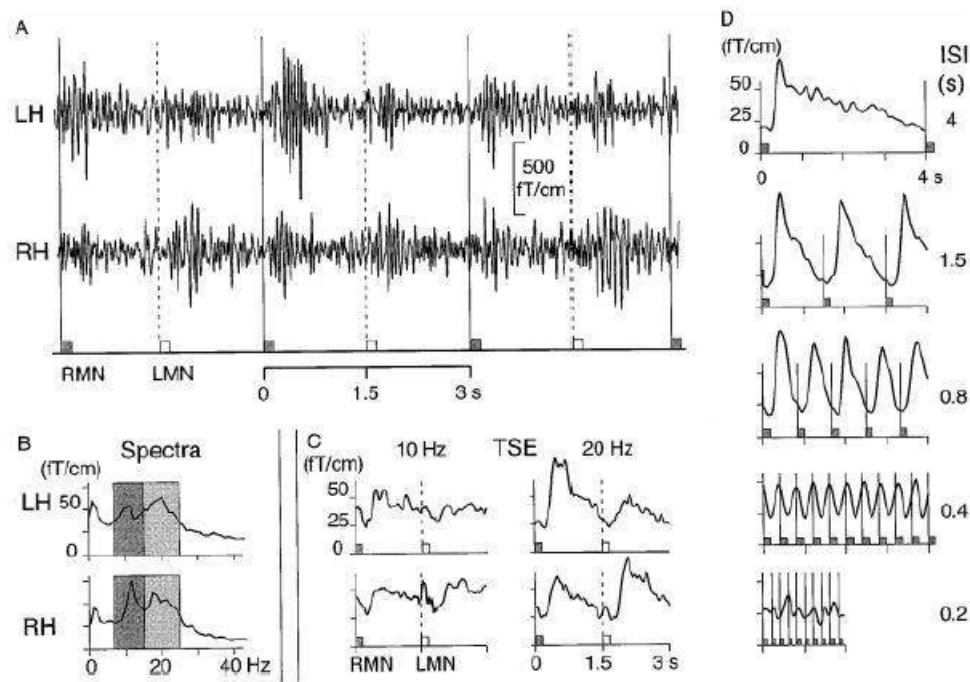 A
LH
RH
500
fT/cm
RMN LMN 0 1.5 3 s
B
Spectra
(fT/cm)
LH
50
0
RH
0 20 40 Hz
C
TSE
10 Hz 20 Hz
(fT/cm)
50
25
0
RMN LMN 0 1.5 3 s
D
(fT/cm)
ISI
(s)
50
25
0
4
0 4 s
1.5
0.8
0.4
0.2